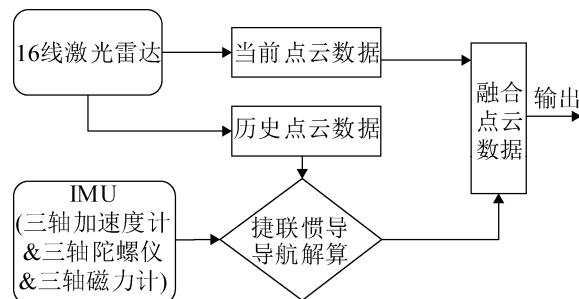 16线激光雷达
当前点云数据
历史点云数据
融合
点云
数据
输出
IMU
(三轴加速度计
&三轴陀螺仪
&三轴磁力计)
捷联惯导
导航解算